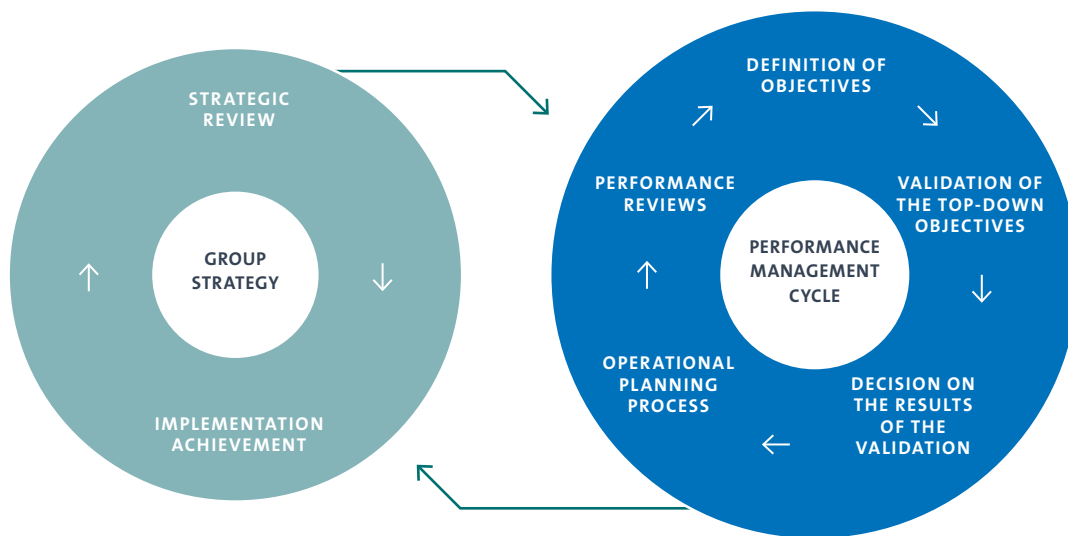 STRATEGIC
REVIEW
GROUP
STRATEGY
IMPLEMENTATION
ACHIEVEMENT
DEFINITION OF
OBJECTIVES
VALIDATION OF
THE TOP-DOWN
OBJECTIVES
DECISION ON
THE RESULTS
OF THE
VALIDATION
OPERATIONAL
PLANNING
PROCESS
PERFORMANCE
REVIEWS
PERFORMANCE
MANAGEMENT
CYCLE